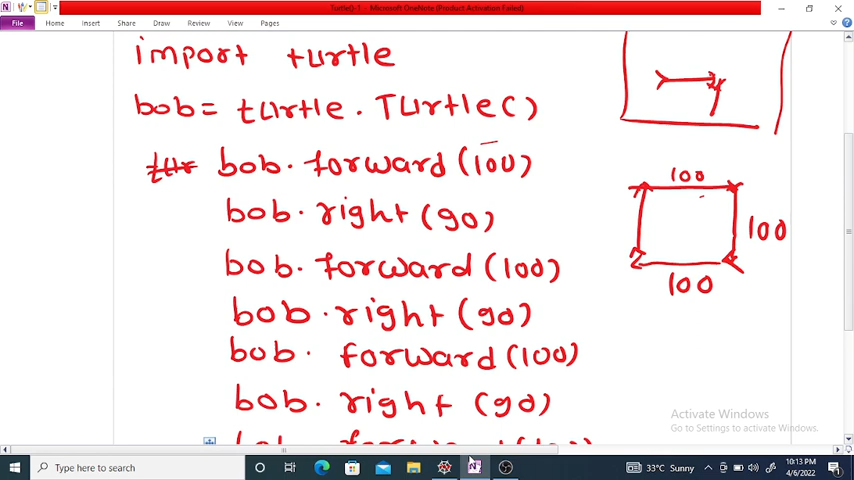 Turtle()-1 - Microsoft OneNote (Product Activation Failed)
File Home Insert Share Draw Review View Pages
import turtle
bob= turtle.Turtle()
bob.forward(100)
bob.right(90)
bob.forward(100)
bob.right(90)
bob.forward(100)
bob.right(90)
100
100
100
Activate Windows
Go to Settings to activate Windows.
Type here to search
33°C Sunny
10:13 PM
4/6/2022